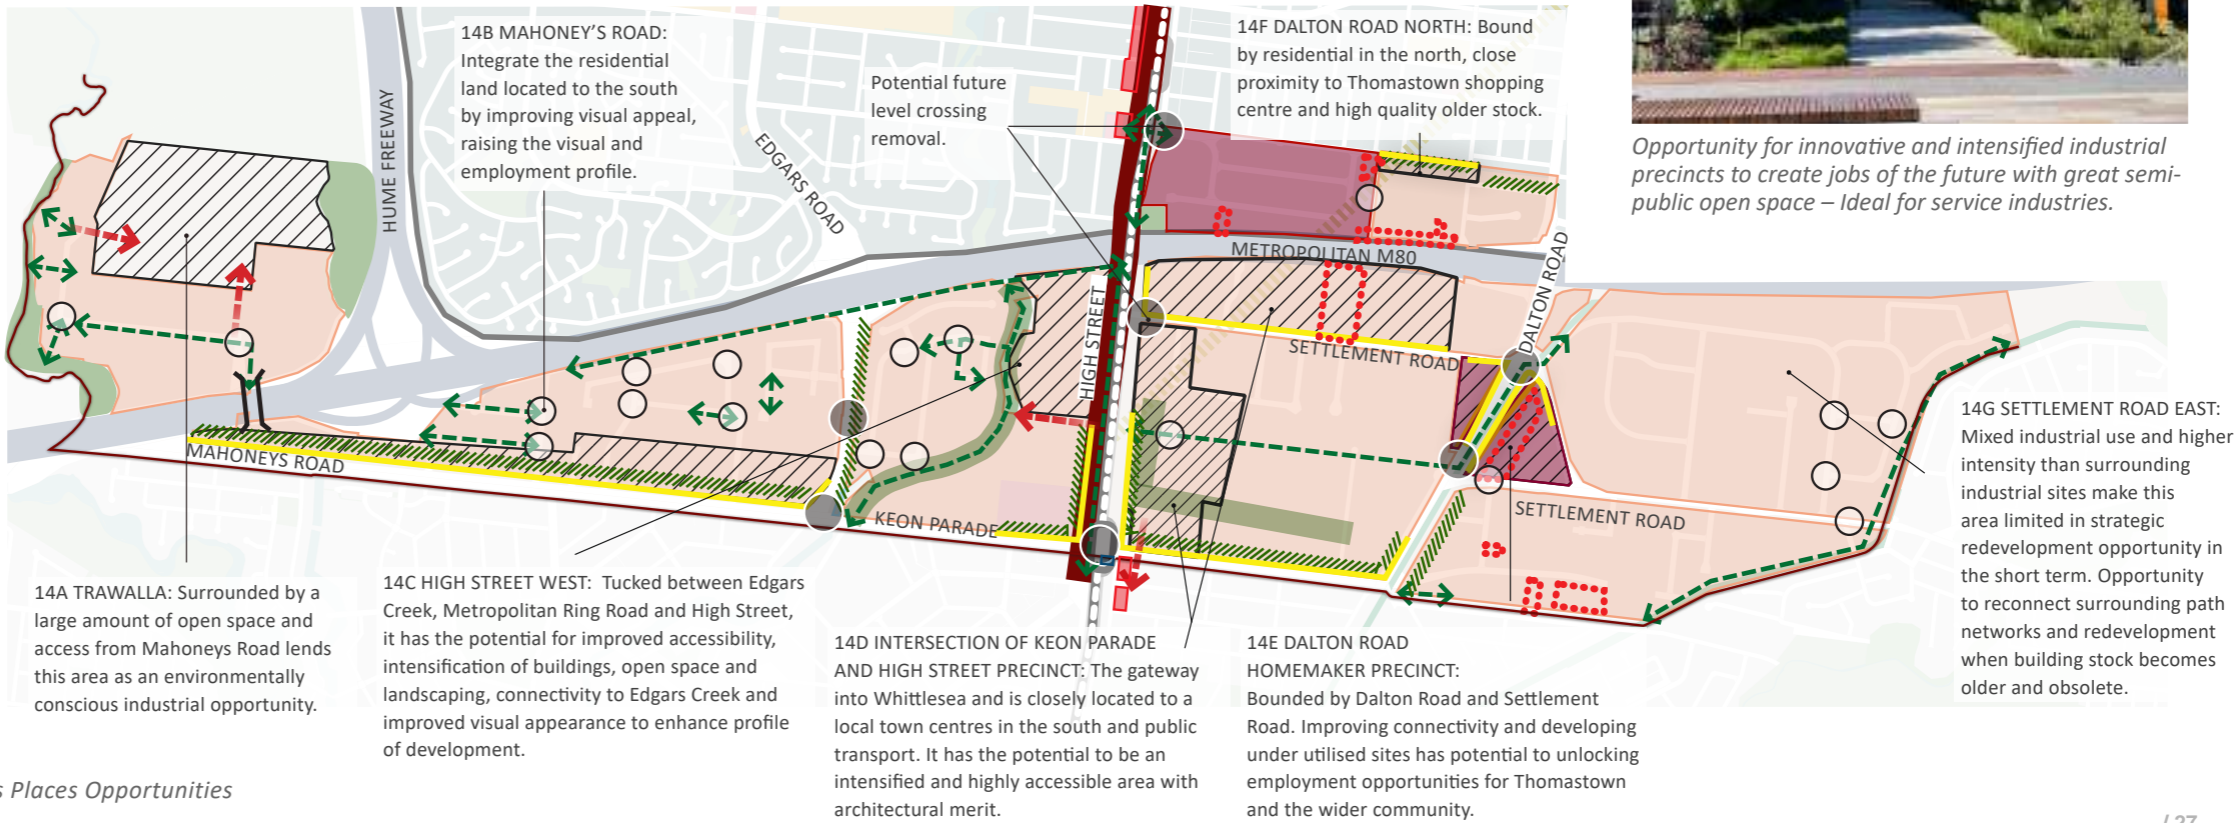 14B MAHONEY'S ROAD:
Integrate the residential
land located to the south
by improving visual appeal,
raising the visual and
employment profile.
HUME FREEWAY
EDGARS ROAD
Potential future
level crossing
removal.
14F DALTON ROAD NORTH: Bound
by residential in the north, close
proximity to Thomastown shopping
centre and high quality older stock.
Opportunity for innovative and intensified industrial
precincts to create jobs of the future with great semi-
public open space – Ideal for service industries.
METROPOLITAN M80
HIGH STREET
DALTON ROAD
SETTLEMENT ROAD
MAHONEYS ROAD
KEON PARADE
SETTLEMENT ROAD
14A TRAWALLA: Surrounded by a
large amount of open space and
access from Mahoneys Road lends
this area as an environmentally
conscious industrial opportunity.
14C HIGH STREET WEST: Tucked between Edgars
Creek, Metropolitan Ring Road and High Street,
it has the potential for improved accessibility,
intensification of buildings, open space and
landscaping, connectivity to Edgars Creek and
improved visual appearance to enhance profile
of development.
14D INTERSECTION OF KEON PARADE
AND HIGH STREET PRECINCT: The gateway
into Whittlesea and is closely located to a
local town centres in the south and public
transport. It has the potential to be an
intensified and highly accessible area with
architectural merit.
14E DALTON ROAD
HOMEMAKER PRECINCT:
Bounded by Dalton Road and Settlement
Road. Improving connectivity and developing
under utilised sites has potential to unlocking
employment opportunities for Thomastown
and the wider community.
14G SETTLEMENT ROAD EAST:
Mixed industrial use and higher
intensity than surrounding
industrial sites make this
area limited in strategic
redevelopment opportunity in
the short term. Opportunity
to reconnect surrounding path
networks and redevelopment
when building stock becomes
older and obsolete.
Places Opportunities